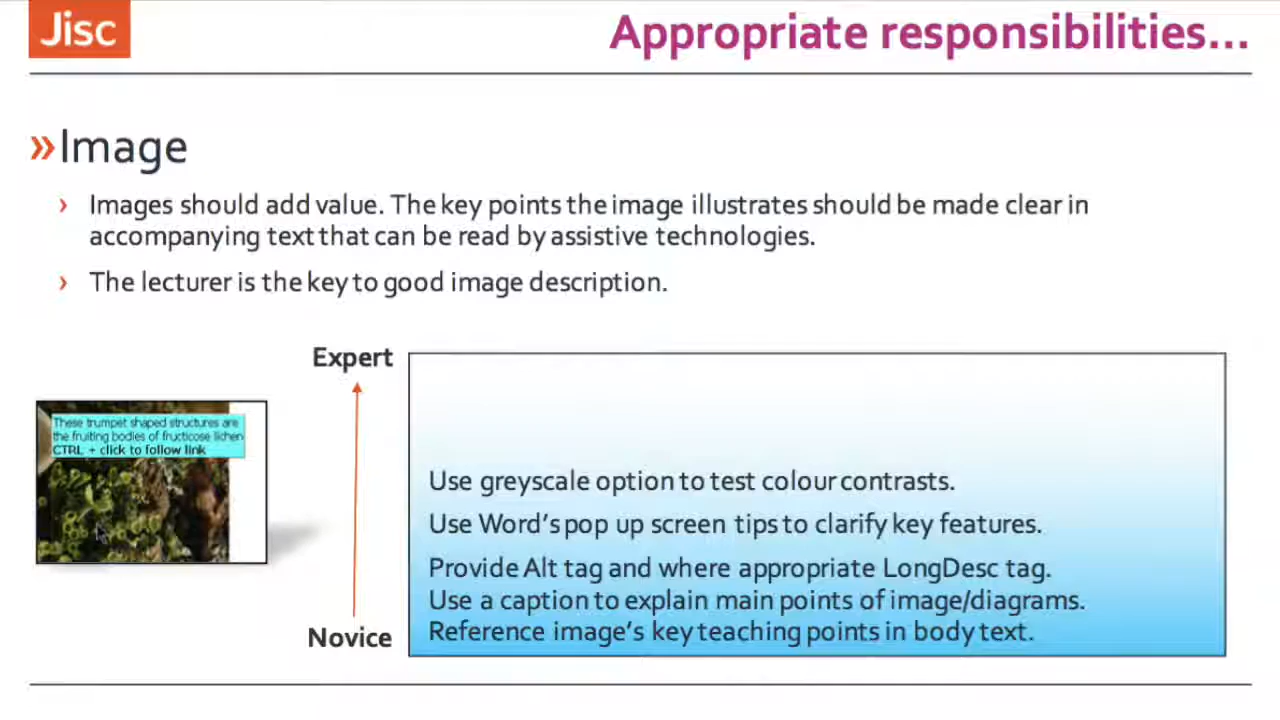 Jisc
Appropriate responsibilities...
»Image
› Images should add value. The key points the image illustrates should be made clear in
accompanying text that can be read by assistive technologies.
› The lecturer is the key to good image description.
Expert
These trumpet shaped structures are
the fruiting bodies of fructicose lichen
CTRL + click to follow link
Use greyscale option to test colour contrasts.
Use Word's pop up screen tips to clarify key features.
Provide Alt tag and where appropriate LongDesc tag.
Use a caption to explain main points of image/diagrams.
Novice
Reference image's key teaching points in body text.